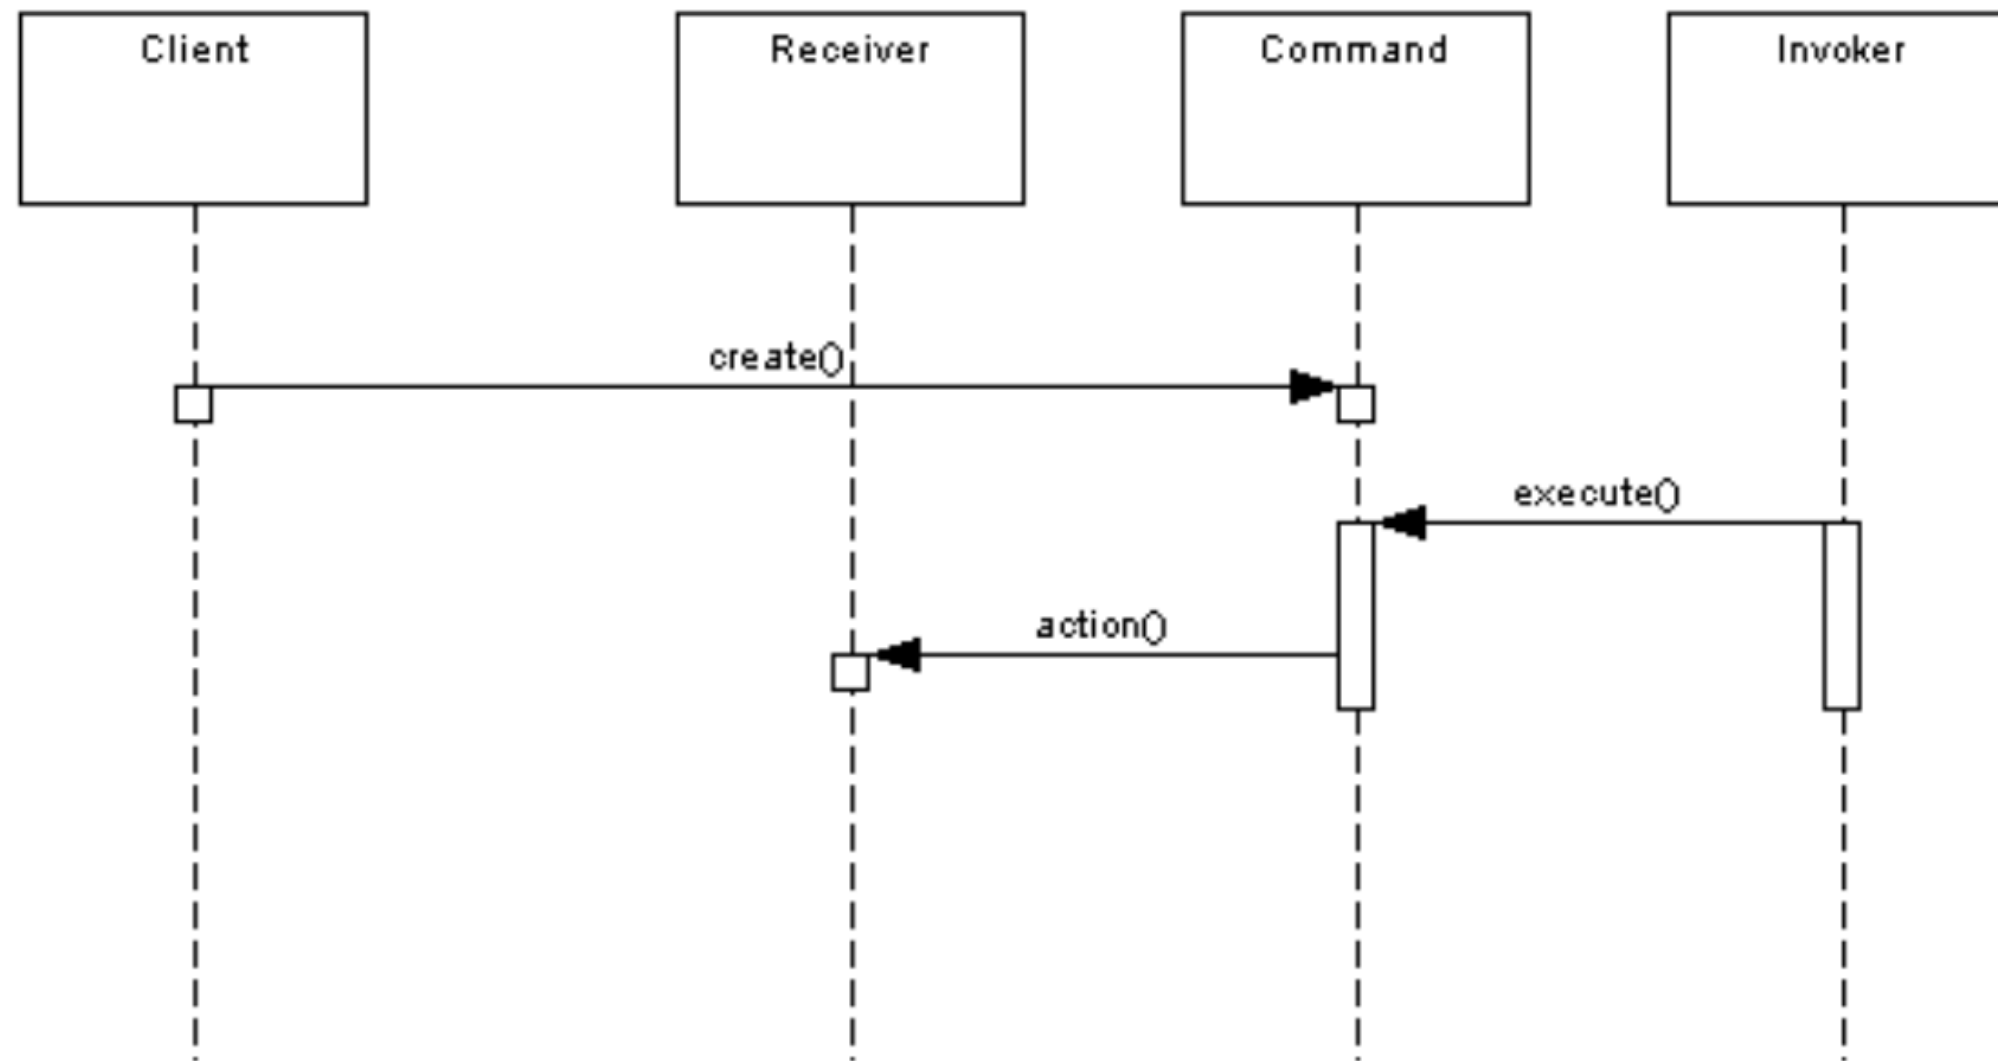 Client
Receiver
Command
Invoker
create()
execute()
action()